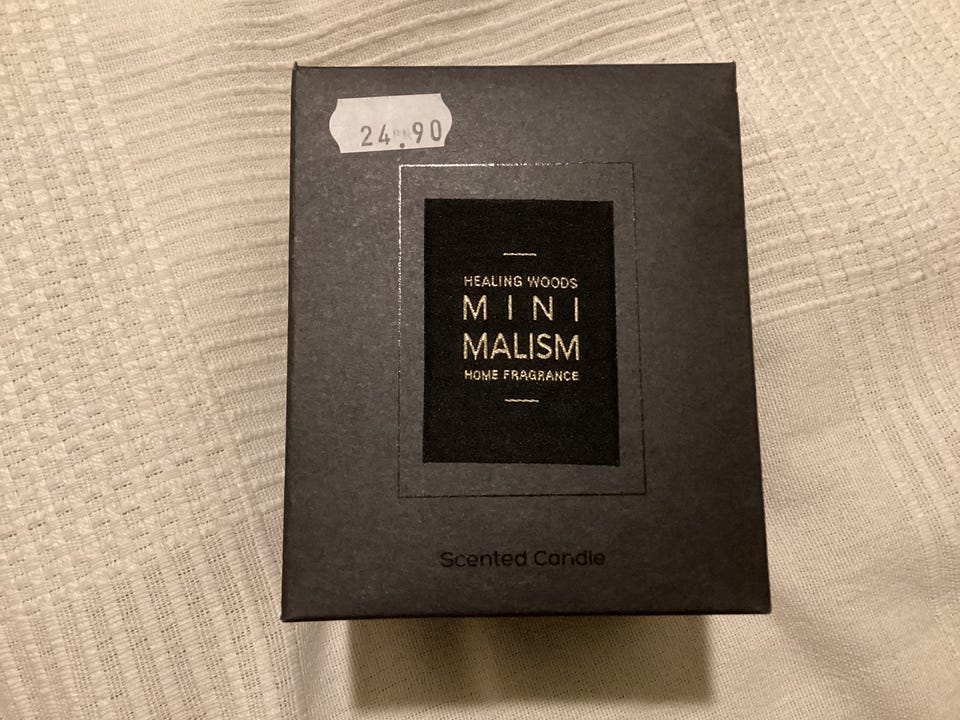 24.90
HEALING WOODS
MINI
MALISM
HOME FRAGRANCE
Scented Candle